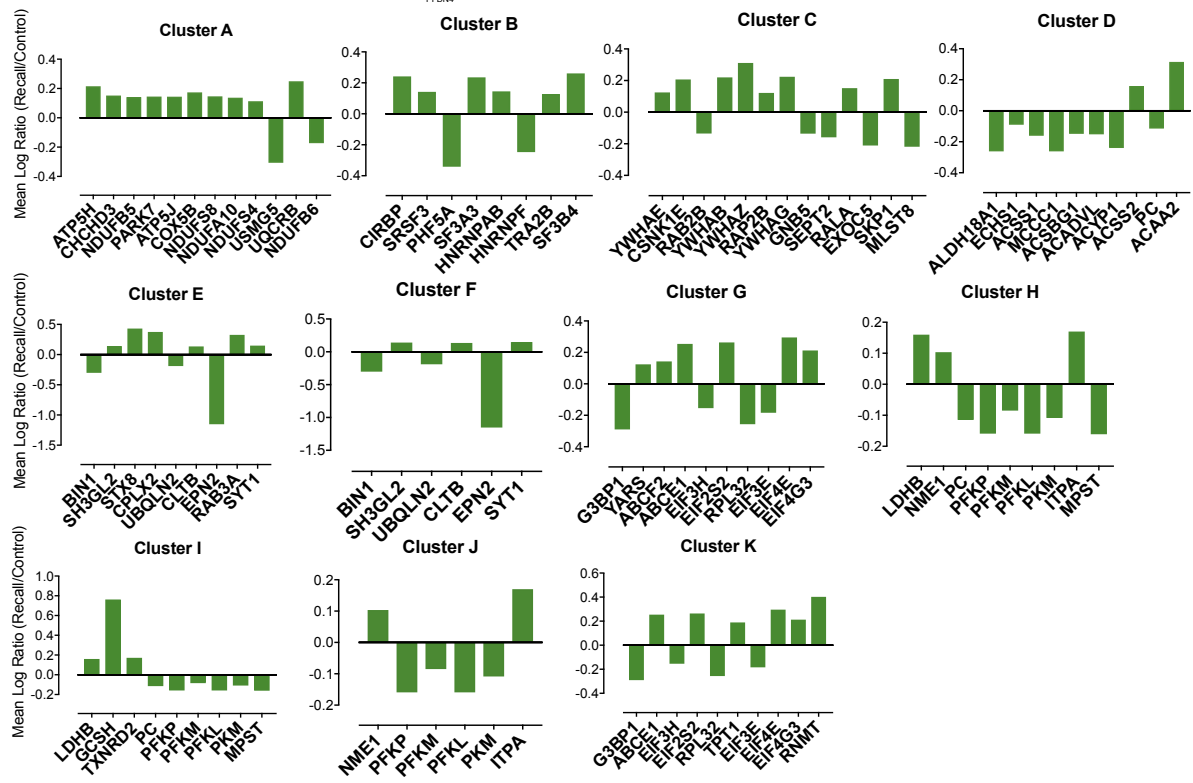 Cluster A
Cluster B
Cluster C
Cluster D
Mean Log Ratio (Recall/Control)
0.4
0.2
0.0
-0.2
-0.4
ATP5H
CHCHD3
NDUFB5
PARK7
ATP5J
COX5B
NDUFS8
NDUFA10
NDUFS4
USMG5
UQCRB
NDUFB6
0.4
0.2
0.0
-0.2
-0.4
CIRBP
SRSF3
PHF5A
SF3A3
HNRNPAB
HNRNPF
TRA2B
SF3B4
0.4
0.2
0.0
-0.2
-0.4
YWHAE
CSNK1E
RAB2B
YWHAB
YWHAZ
RAP2B
YWHAG
GNB5
SEPT2
RALA
EXOC5
SKP1
MLST8
0.4
0.2
0.0
-0.2
-0.4
ALDH18A1
ECHS1
ACSS1
MCCC1
ACSBG1
ACADVL
ACYP1
ACSS2
PC
ACAA2
Cluster E
Cluster F
Cluster G
Cluster H
Mean Log Ratio (Recall/Control)
0.5
0.0
-0.5
-1.0
-1.5
BIN1
SH3GL2
STX8
CPLX2
UBQLN2
CLTB
EPN2
RAB3A
SYT1
0.5
0.0
-0.5
-1.0
-1.5
BIN1
SH3GL2
UBQLN2
CLTB
EPN2
SYT1
0.4
0.2
0.0
-0.2
-0.4
G3BP1
YARS
ABCF2
ABCE1
EIF3H
EIF2S2
RPL32
EIF3E
EIF4E
EIF4G3
0.2
0.1
0.0
-0.1
-0.2
LDHB
NME1
PC
PFKP
PFKM
PFKL
PKM
ITPA
MPST
Cluster I
Cluster J
Cluster K
Mean Log Ratio (Recall/Control)
1.0
0.8
0.6
0.4
0.2
0.0
-0.2
LDHB
GCSH
TXNRD2
PC
PFKP
PFKM
PFKL
PKM
MPST
0.2
0.1
0.0
-0.1
-0.2
NME1
PFKP
PFKM
PFKL
PKM
ITPA
0.6
0.4
0.2
0.0
-0.2
-0.4
G3BP1
ABCE1
EIF3H
EIF2S2
RPL32
TPT1
EIF3E
EIF4E
EIF4G3
RNMT